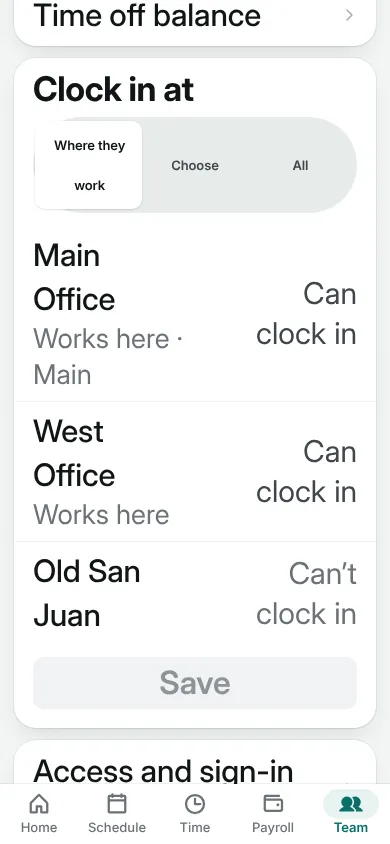 Time off balance
Clock in at
Where they
work
Choose
All
Main
Office
Works here ·
Main
Can
clock in
West
Office
Works here
Can
clock in
Old San
Juan
Can’t
clock in
Save
Access and sign-in
Home
Schedule
Time
Payroll
Team